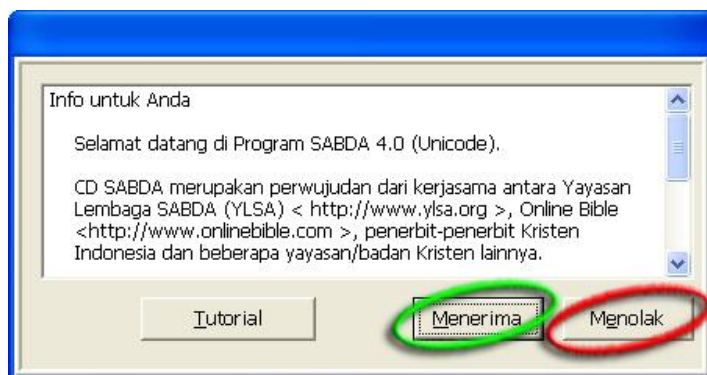 Info untuk Anda
Selamat datang di Program SABDA 4.0 (Unicode).
CD SABDA merupakan perwujudan dari kerjasama antara Yayasan
Lembaga SABDA (YLSA) < http://www.ylsa.org >, Online Bible
<http://www.onlinebible.com >, penerbit-penerbit Kristen
Indonesia dan beberapa yayasan/badan Kristen lainnya.
Tutorial Menerima Menolak